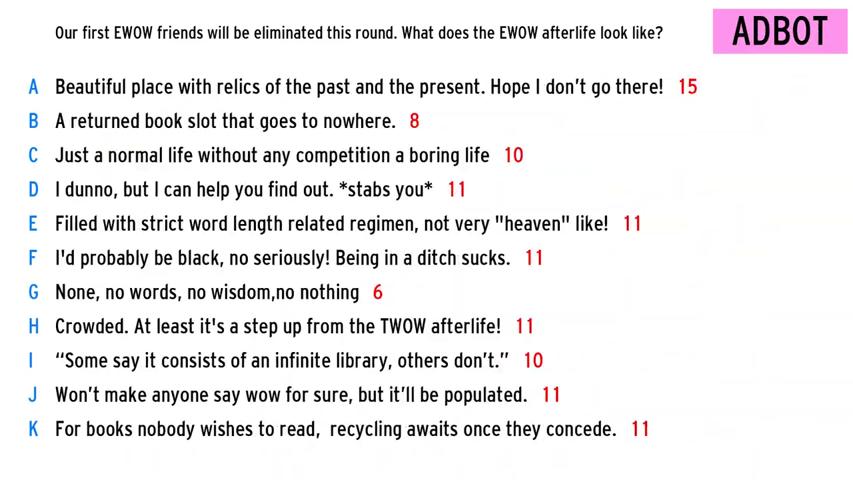 Our first EWOW friends will be eliminated this round. What does the EWOW afterlife look like?
ADBOT
A Beautiful place with relics of the past and the present. Hope I don't go there! 15
B A returned book slot that goes to nowhere. 8
C Just a normal life without any competition a boring life 10
D I dunno, but I can help you find out. *stabs you* 11
E Filled with strict word length related regimen, not very "heaven" like! 11
F I'd probably be black, no seriously! Being in a ditch sucks. 11
G None, no words, no wisdom,no nothing 6
H Crowded. At least it's a step up from the TWOW afterlife! 11
I “Some say it consists of an infinite library, others don't.” 10
J Won't make anyone say wow for sure, but it'll be populated. 11
K For books nobody wishes to read, recycling awaits once they concede. 11